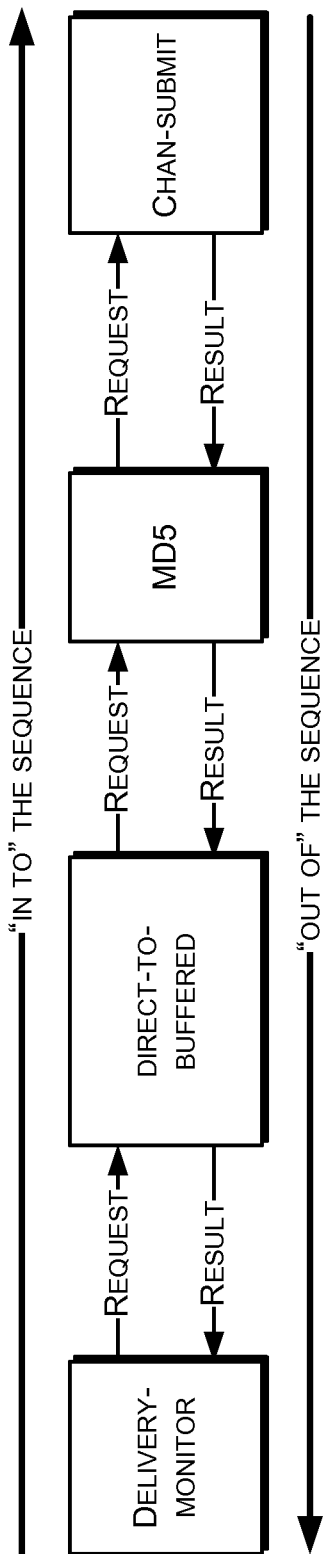 “IN TO” THE SEQUENCE
DELIVERY-
MONITOR
REQUEST
RESULT
DIRECT-TO-
BUFFERED
REQUEST
RESULT
MD5
REQUEST
RESULT
CHAN-SUBMIT
“OUT OF” THE SEQUENCE